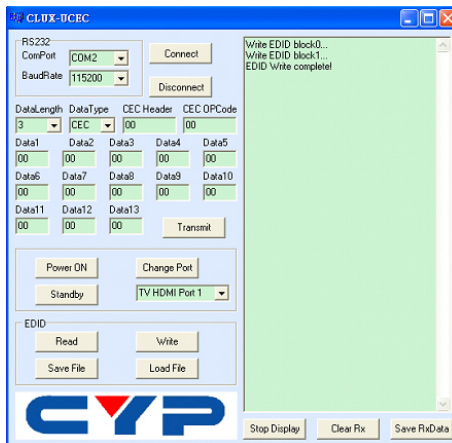 CLUX-UCEC
RS232
ComPort COM2
BaudRate 115200
Connect
Disconnect
DataLength DataType CEC Header CEC OPCode
3 CEC 00 00
Data1 Data2 Data3 Data4 Data5
00 00 00 00 00
Data6 Data7 Data8 Data9 Data10
00 00 00 00 00
Data11 Data12 Data13
00 00 00 Transmit
Power ON Change Port
Standby TV HDMI Port 1
EDID
Read Write
Save File Load File
CYP
Write EDID block0...
Write EDID block1...
EDID Write complete!
Stop Display Clear Rx Save RxData